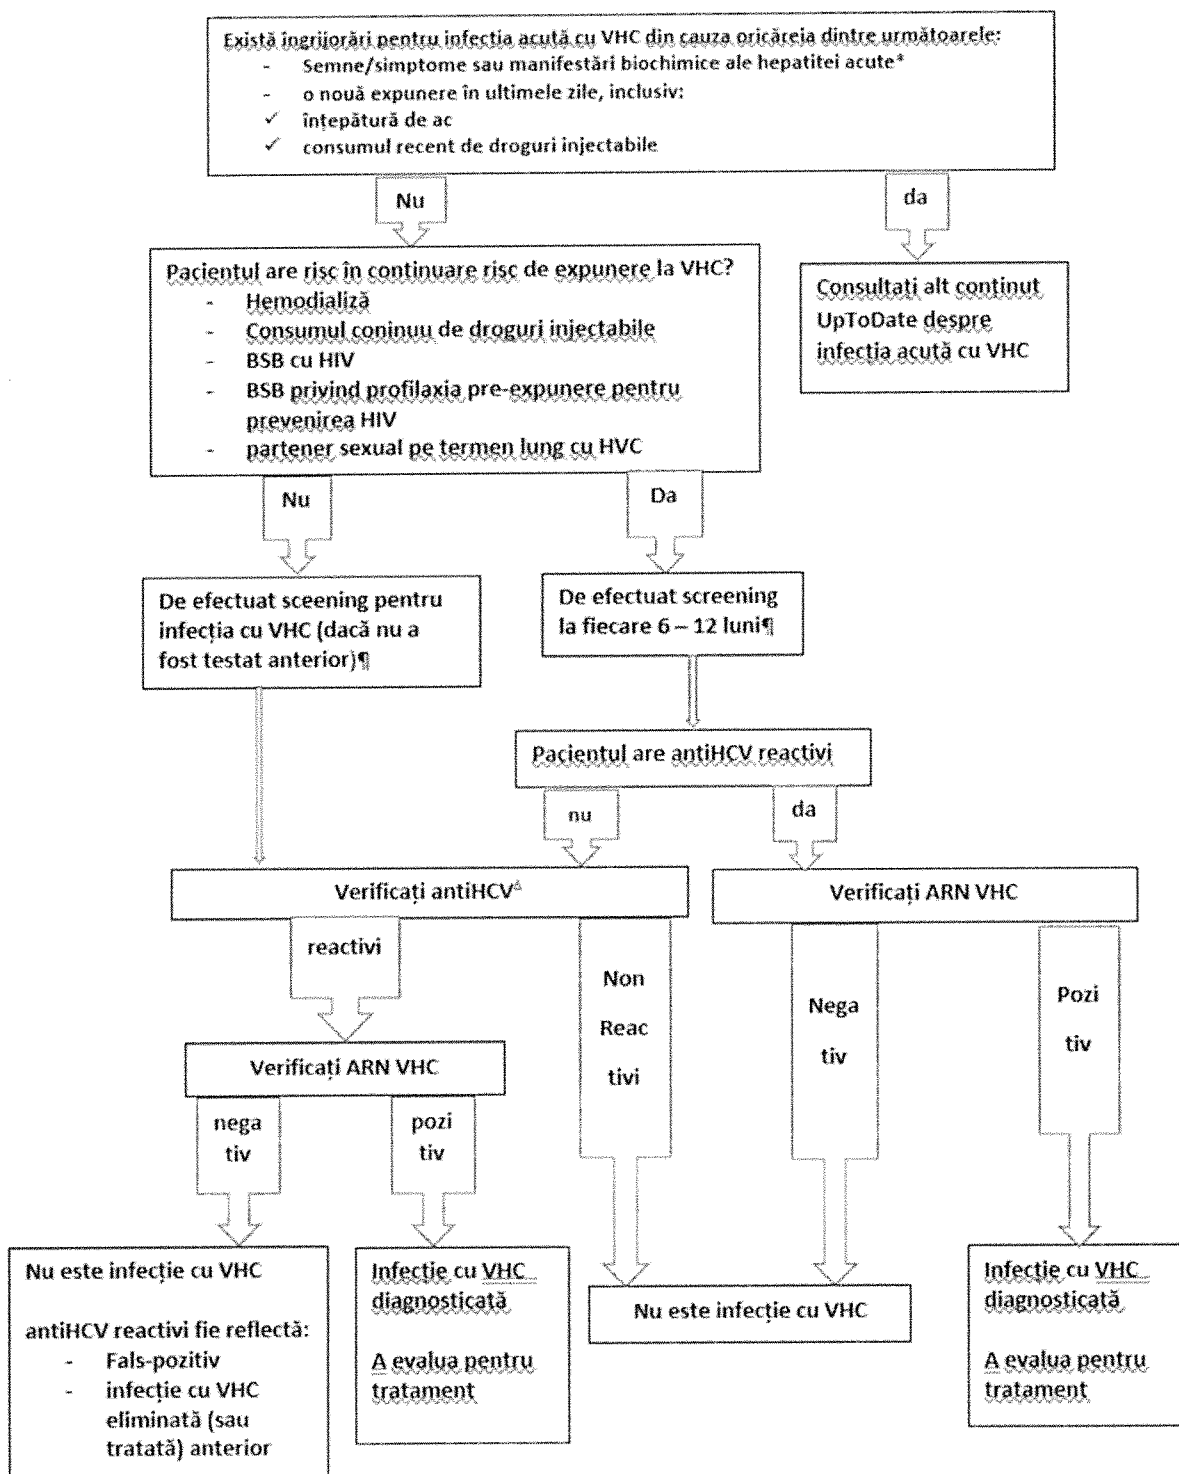 Există îngrijorări pentru infecția acută cu VHC din cauza oricăreia dintre următoarele:
- Semne/simptome sau manifestări biochimice ale hepatitei acute*
- o nouă expunere în ultimele zile, inclusiv:
✓ înțepătură de ac
✓ consumul recent de droguri injectabile
Nu
da
Pacientul are risc în continuare risc de expunere la VHC?
- Hemodializă
- Consumul coninuu de droguri injectabile
- BSB cu HIV
- BSB privind profilaxia pre-expunere pentru
prevenirea HIV
- partener sexual pe termen lung cu HVC
Consultați alt conținut
UpToDate despre
infecția acută cu VHC
Nu
Da
De efectuat sceening pentru
infecția cu VHC (dacă nu a
fost testat anterior)¶
De efectuat screening
la fiecare 6 – 12 luni¶
Pacientul are antiHCV reactivi
nu
da
Verificați antiHCVΔ
Verificați ARN VHC
reactivi
Non
Reac
tivi
Nega
tiv
Pozi
tiv
Verificați ARN VHC
nega
tiv
pozi
tiv
Nu este infecție cu VHC
antiHCV reactivi fie reflectă:
- Fals-pozitiv
- infecție cu VHC
eliminată (sau
tratată) anterior
Infecție cu VHC
diagnosticată
A evalua pentru
tratament
Nu este infecție cu VHC
Infecție cu VHC
diagnosticată
A evalua pentru
tratament